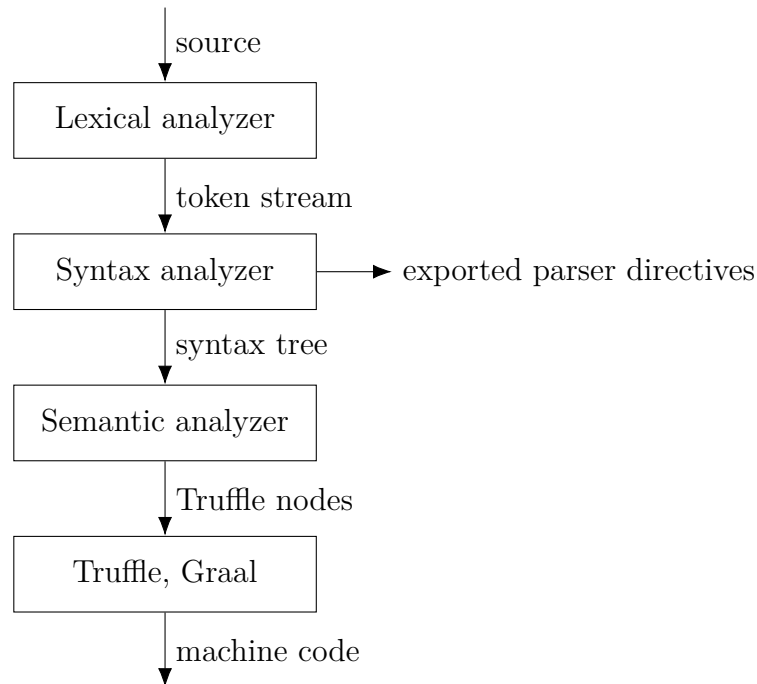 source
Lexical analyzer
token stream
Syntax analyzer
exported parser directives
syntax tree
Semantic analyzer
Truffle nodes
Truffle, Graal
machine code